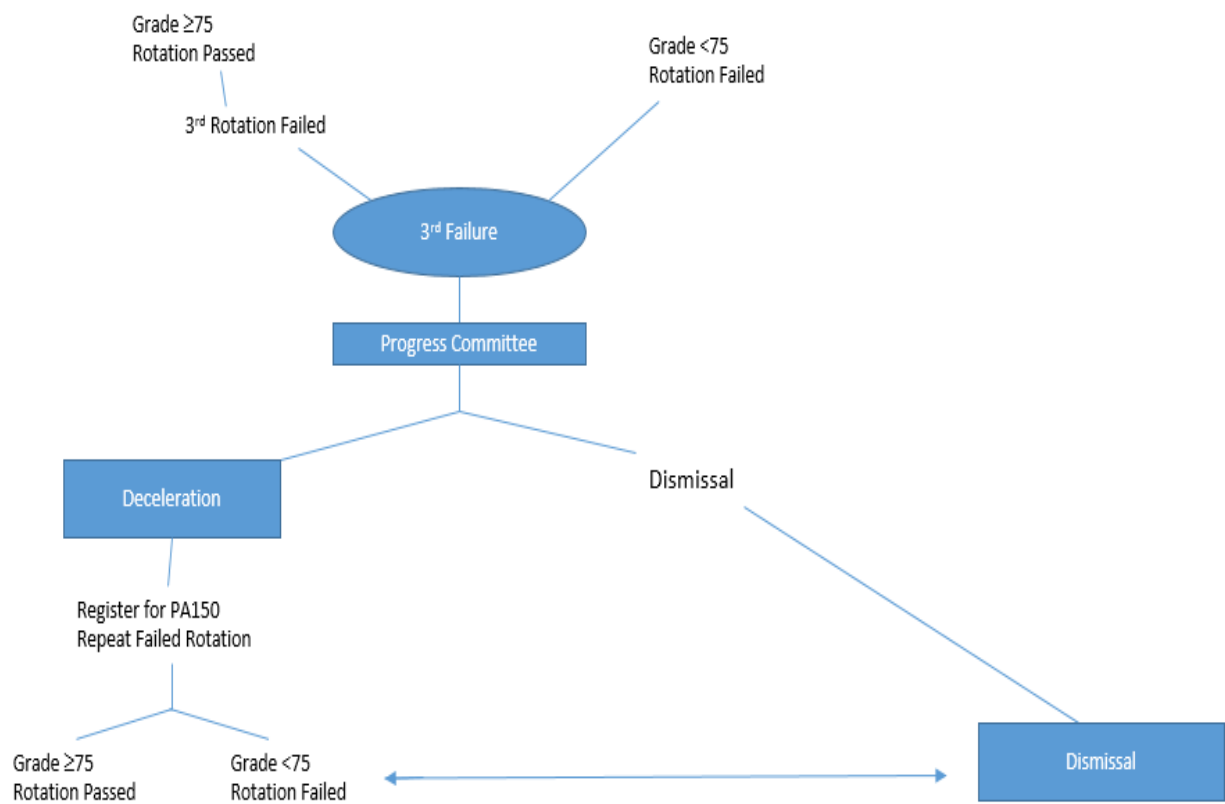 Grade ≥75
Rotation Passed
Grade <75
Rotation Failed
3rd Rotation Failed
3rd Failure
Progress Committee
Deceleration
Dismissal
Register for PA150
Repeat Failed Rotation
Grade ≥75
Rotation Passed
Grade <75
Rotation Failed
Dismissal